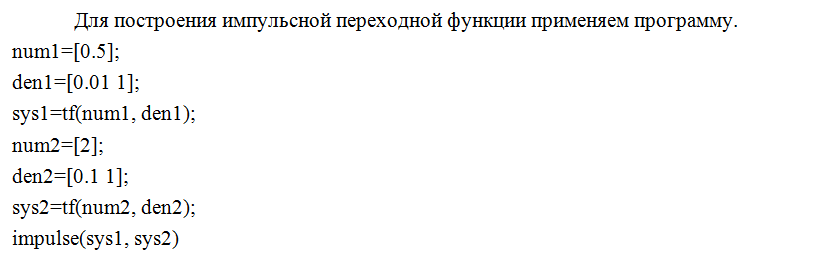 Для построения импульсной переходной функции применяем программу.
num1=[0.5];
den1=[0.01 1];
sys1=tf(num1, den1);
num2=[2];
den2=[0.1 1];
sys2=tf(num2, den2);
impulse(sys1, sys2)